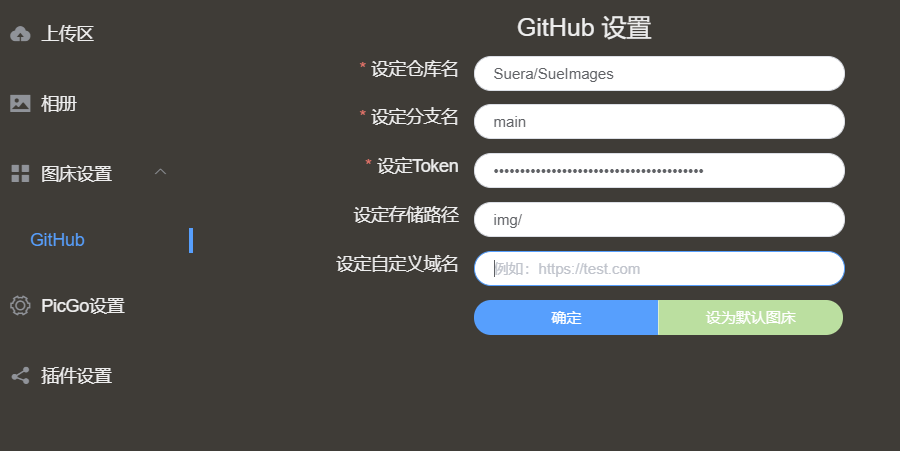 上传区
相册
图床设置
GitHub
PicGo设置
插件设置
GitHub 设置
* 设定仓库名
Suera/SueImages
* 设定分支名
main
* 设定Token
••••••••••••••••••••••••••••••••••••••••
设定存储路径
img/
设定自定义域名
例如：https://test.com
确定
设为默认图床